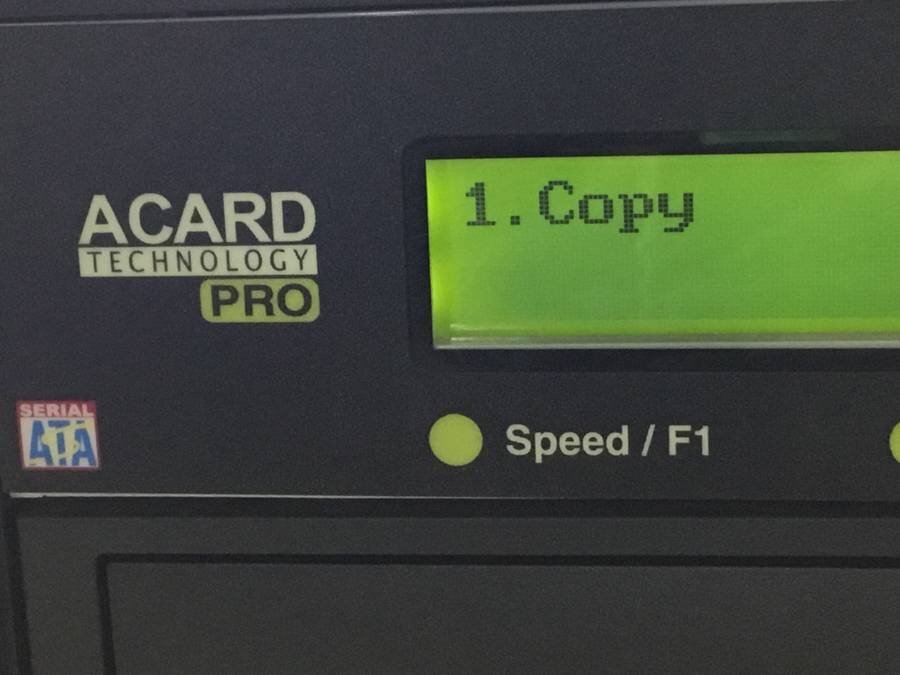 ACARD
TECHNOLOGY
PRO
1.Copy
SERIAL
ATA
Speed / F1